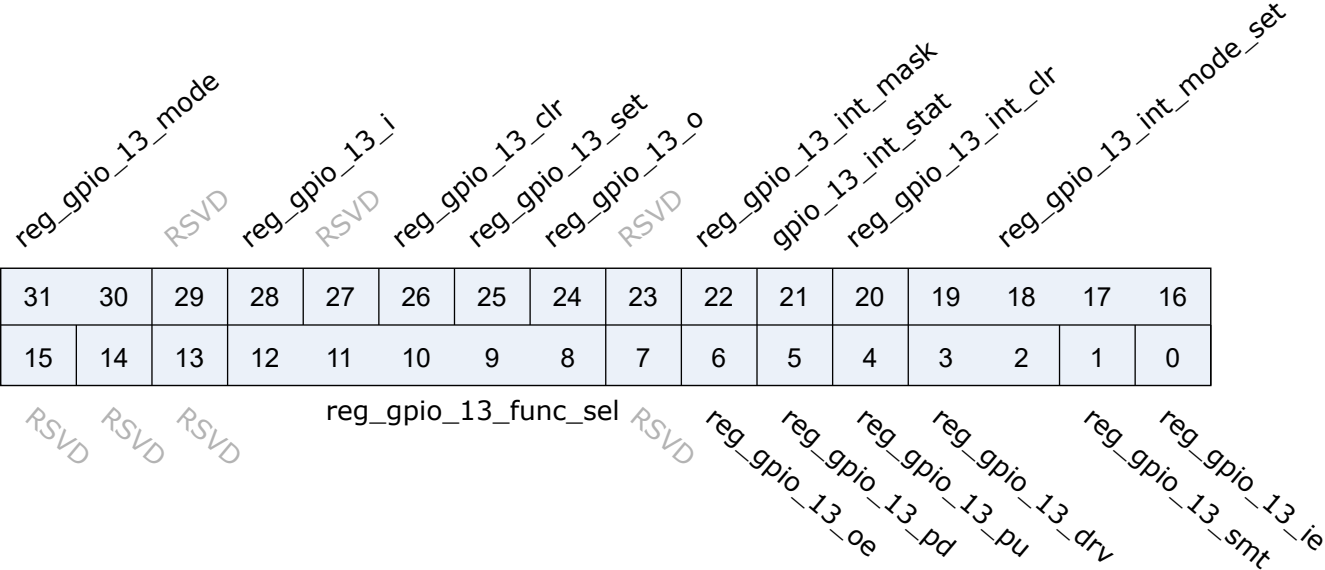 reg_gpio_13_mode
RSVD
reg_gpio_13_i
RSVD
reg_gpio_13_clr
reg_gpio_13_set
reg_gpio_13_o
RSVD
reg_gpio_13_int_mask
gpio_13_int_stat
reg_gpio_13_int_clr
reg_gpio_13_int_mode_set
31 30 29 28 27 26 25 24 23 22 21 20 19 18 17 16
15 14 13 12 11 10 9 8 7 6 5 4 3 2 1 0
RSVD
RSVD
RSVD
reg_gpio_13_func_sel
RSVD
reg_gpio_13_oe
reg_gpio_13_pd
reg_gpio_13_pu
reg_gpio_13_drv
reg_gpio_13_smt
reg_gpio_13_ie